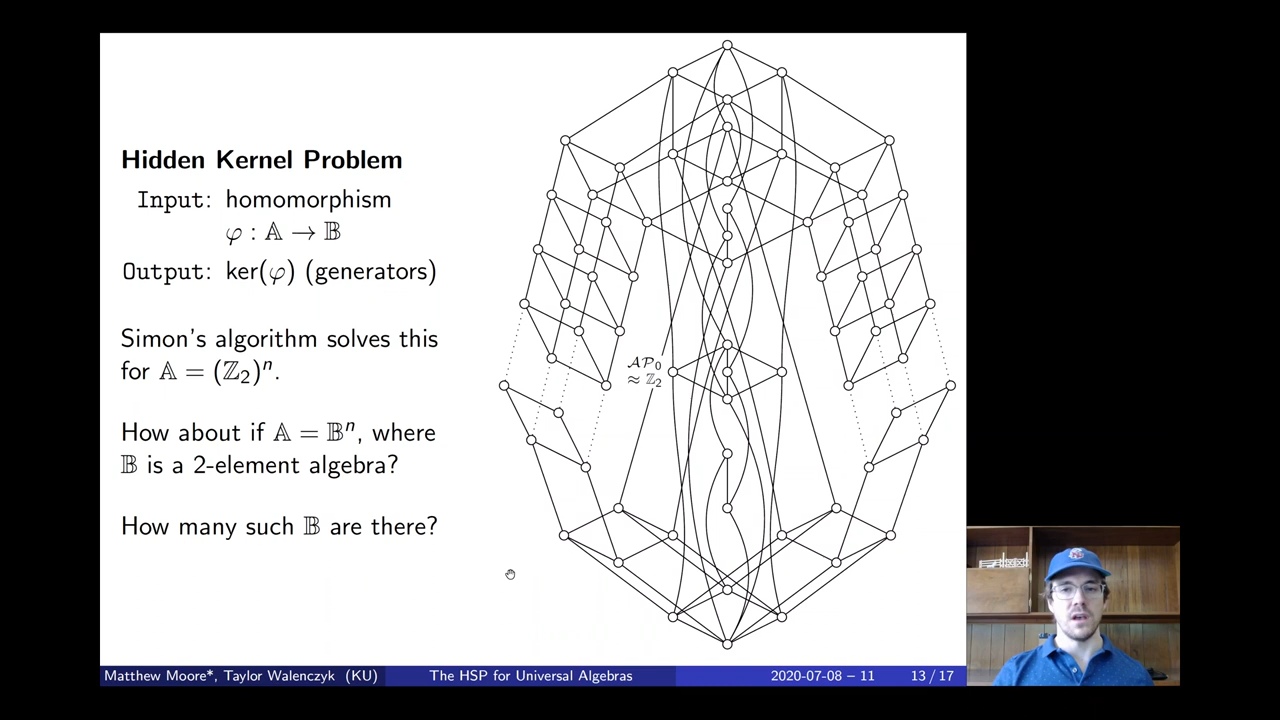 Hidden Kernel Problem
Input: homomorphism
φ : 𝔸 → 𝔹
Output: ker(φ) (generators)
Simon's algorithm solves this
for 𝔸 = (ℤ₂)ⁿ.
How about if 𝔸 = 𝔹ⁿ, where
𝔹 is a 2-element algebra?
How many such 𝔹 are there?
𝒜𝒫₀
≈ ℤ₂
Matthew Moore*, Taylor Walenczyk (KU) The HSP for Universal Algebras 2020-07-08 – 11 13 / 17